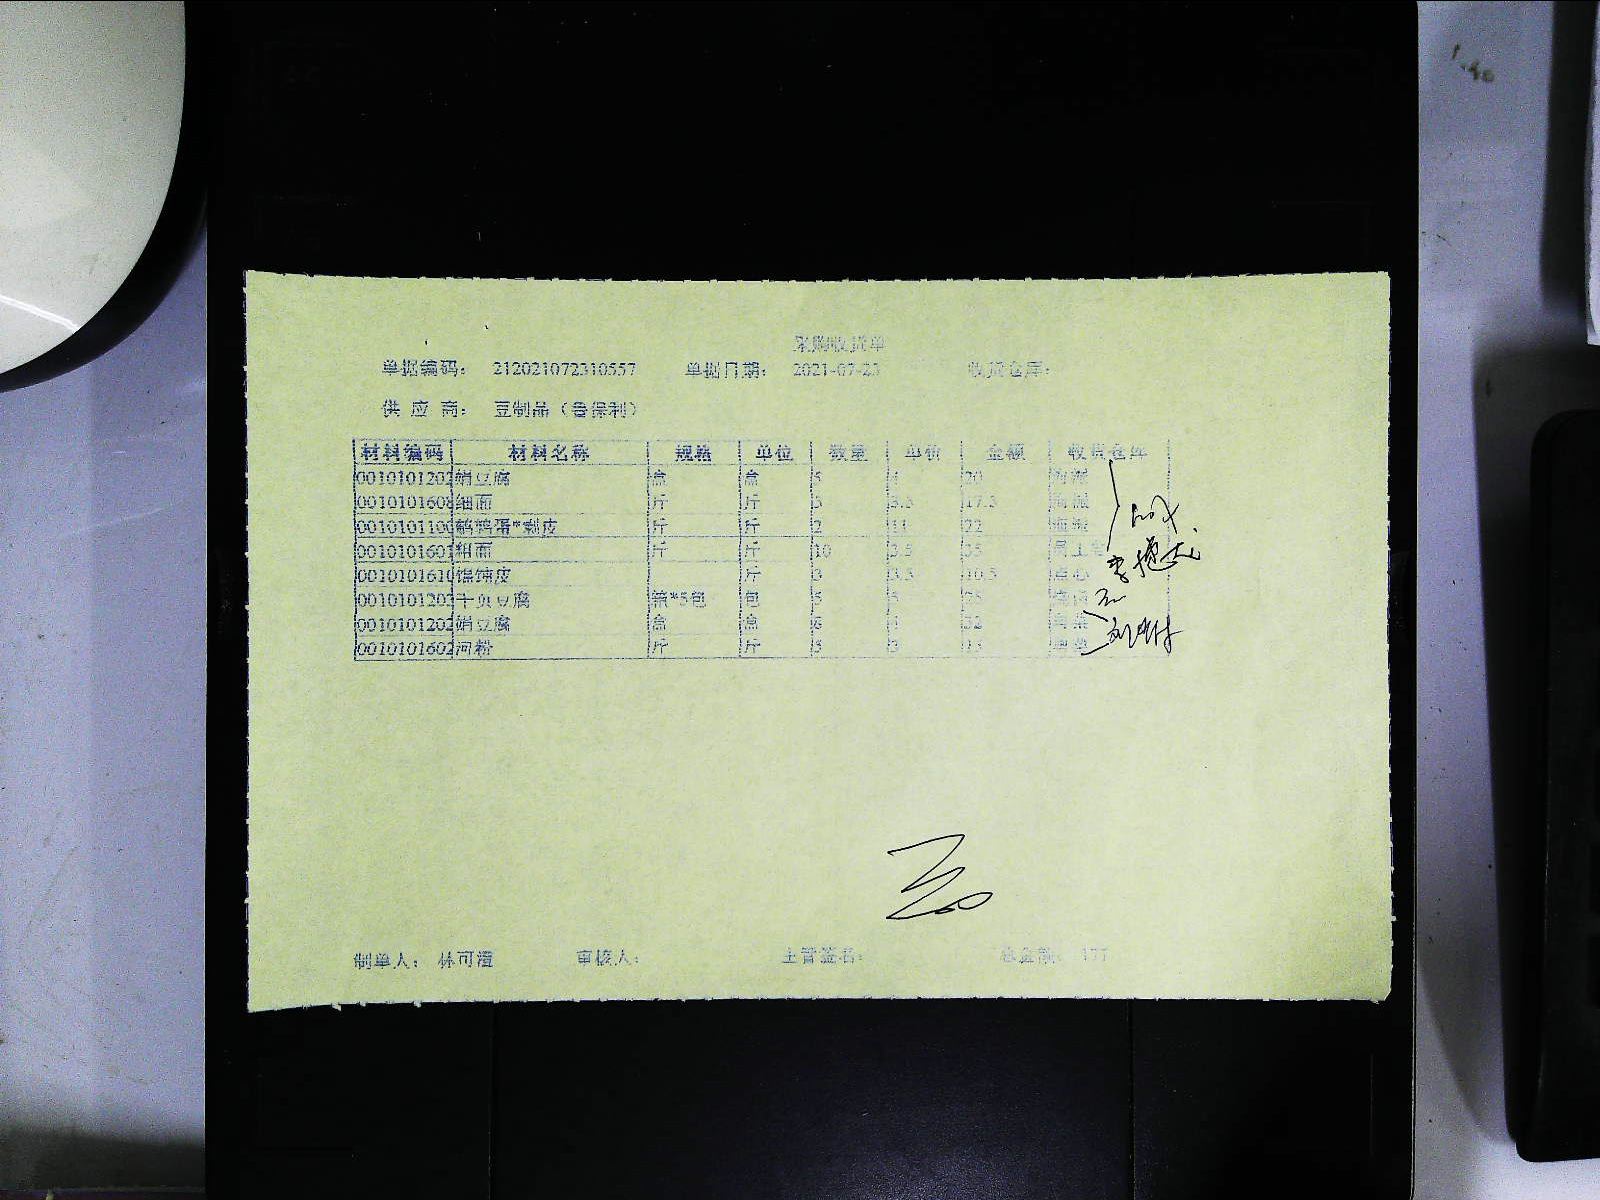 采购收货单
单据编码： 212021072310557 单据日期： 2021-07-23 收货仓库：
供 应 商： 豆制品（鲁保利）
材料编码 材料名称 规格 单位 数量 单价 金额 收货仓库
0010101202 绢豆腐 盒 盒 5 4 20
0010101608 细面 斤 斤 5 3.5 17.5
0010101100 鹌鹑蛋*剥皮 斤 斤 2 11 22
0010101601 粗面 斤 斤 10 3.5 35
0010101610 馄饨皮 斤 3 3.5 10.5 点心
0010101202 千页豆腐 箱*5包 包 5 5 25
0010101202 绢豆腐 盒 盒 4 32
0010101602 河粉 斤 斤 5 3 15
制单人： 林可澄 审核人： 主管签名： 总金额： 177